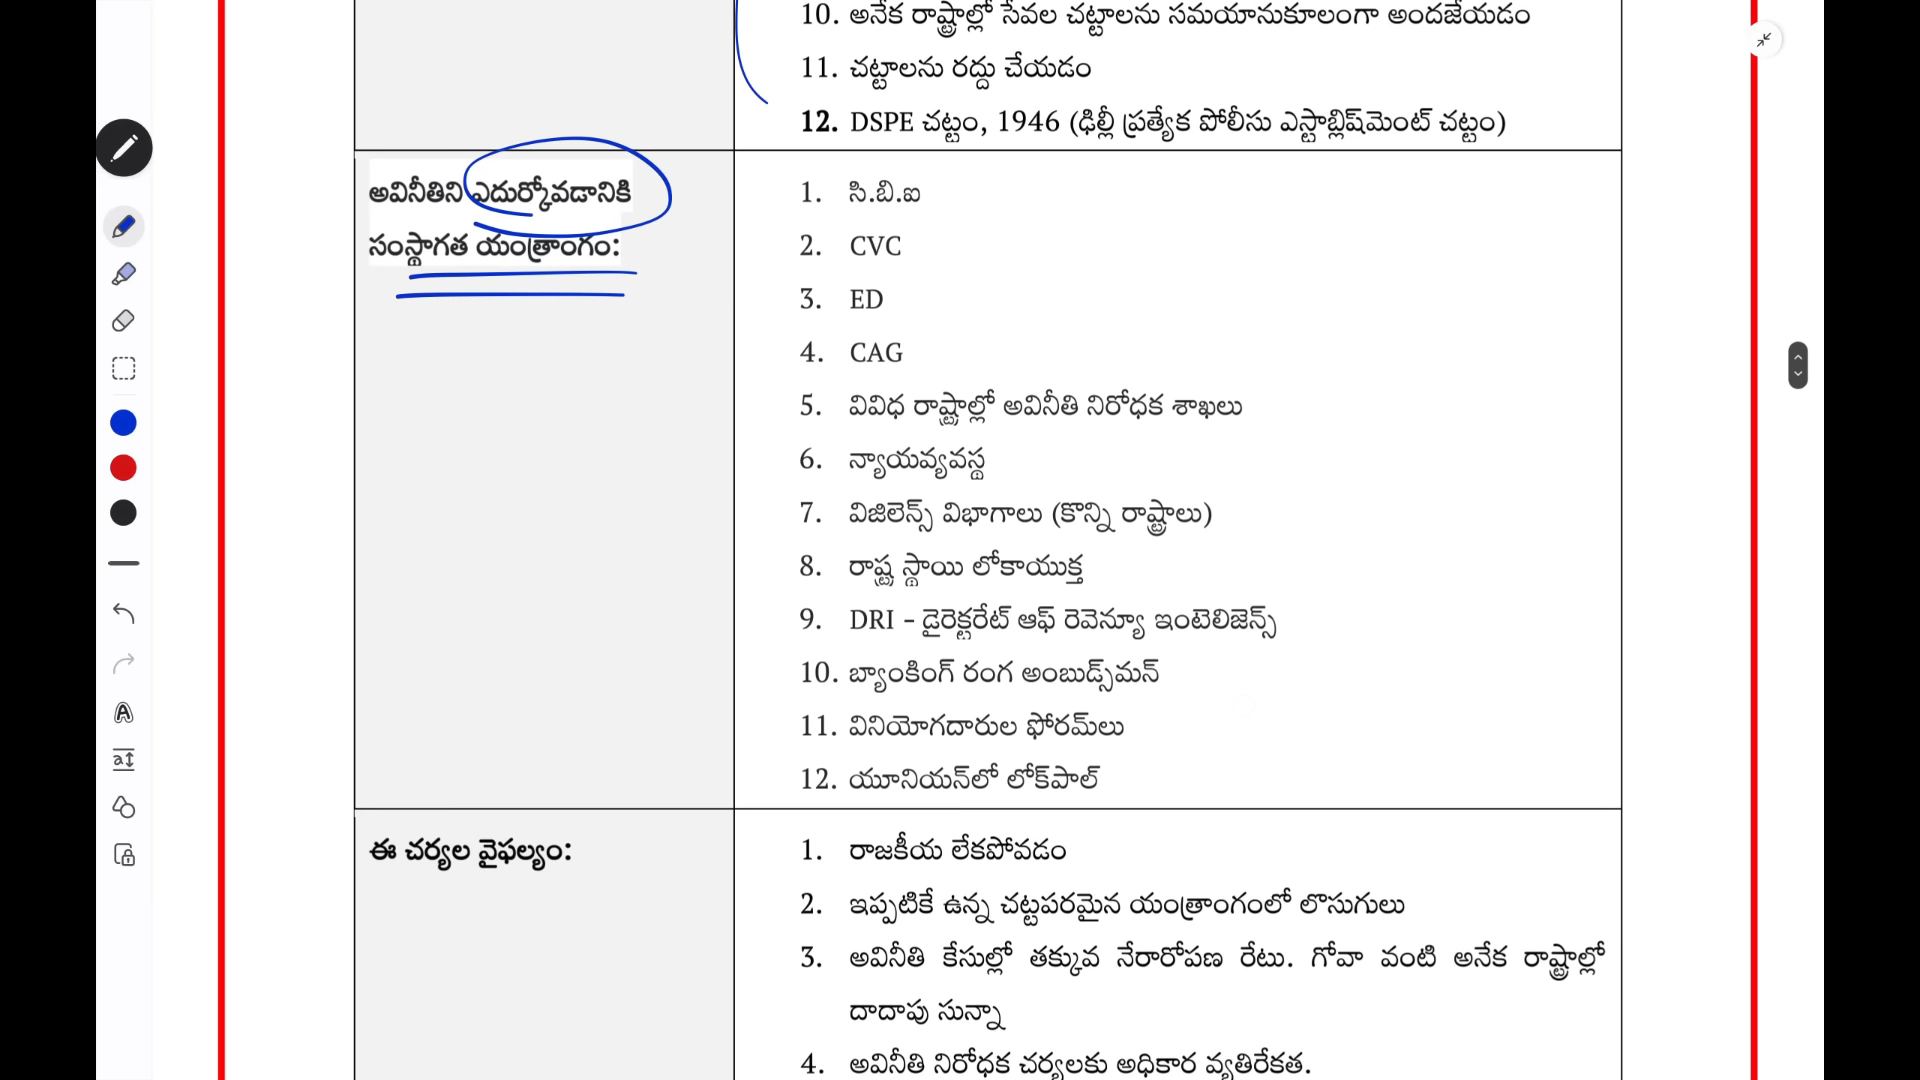 10. అనేక రాష్ట్రాల్లో సేవల చట్టాలను సమయానుకూలంగా అందజేయడం
11. చట్టాలను రద్దు చేయడం
12. DSPE చట్టం, 1946 (ఢిల్లీ ప్రత్యేక పోలీసు ఎస్టాబ్లిష్‌మెంట్ చట్టం)
అవినీతిని ఎదుర్కోవడానికి
సంస్థాగత యంత్రాంగం:
1. సి.బి.ఐ
2. CVC
3. ED
4. CAG
5. వివిధ రాష్ట్రాల్లో అవినీతి నిరోధక శాఖలు
6. న్యాయవ్యవస్థ
7. విజిలెన్స్ విభాగాలు (కొన్ని రాష్ట్రాలు)
8. రాష్ట్ర స్థాయి లోకాయుక్త
9. DRI - డైరెక్టరేట్ ఆఫ్ రెవెన్యూ ఇంటెలిజెన్స్
10. బ్యాంకింగ్ రంగ అంబుడ్స్‌మన్
11. వినియోగదారుల ఫోరమ్‌లు
12. యూనియన్‌లో లోక్‌పాల్
ఈ చర్యల వైఫల్యం:
1. రాజకీయ లేకపోవడం
2. ఇప్పటికే ఉన్న చట్టపరమైన యంత్రాంగంలో లొసుగులు
3. అవినీతి కేసుల్లో తక్కువ నేరారోపణ రేటు. గోవా వంటి అనేక రాష్ట్రాల్లో
దాదాపు సున్నా
4. అవినీతి నిరోధక చర్యలకు అధికార వ్యతిరేకత.